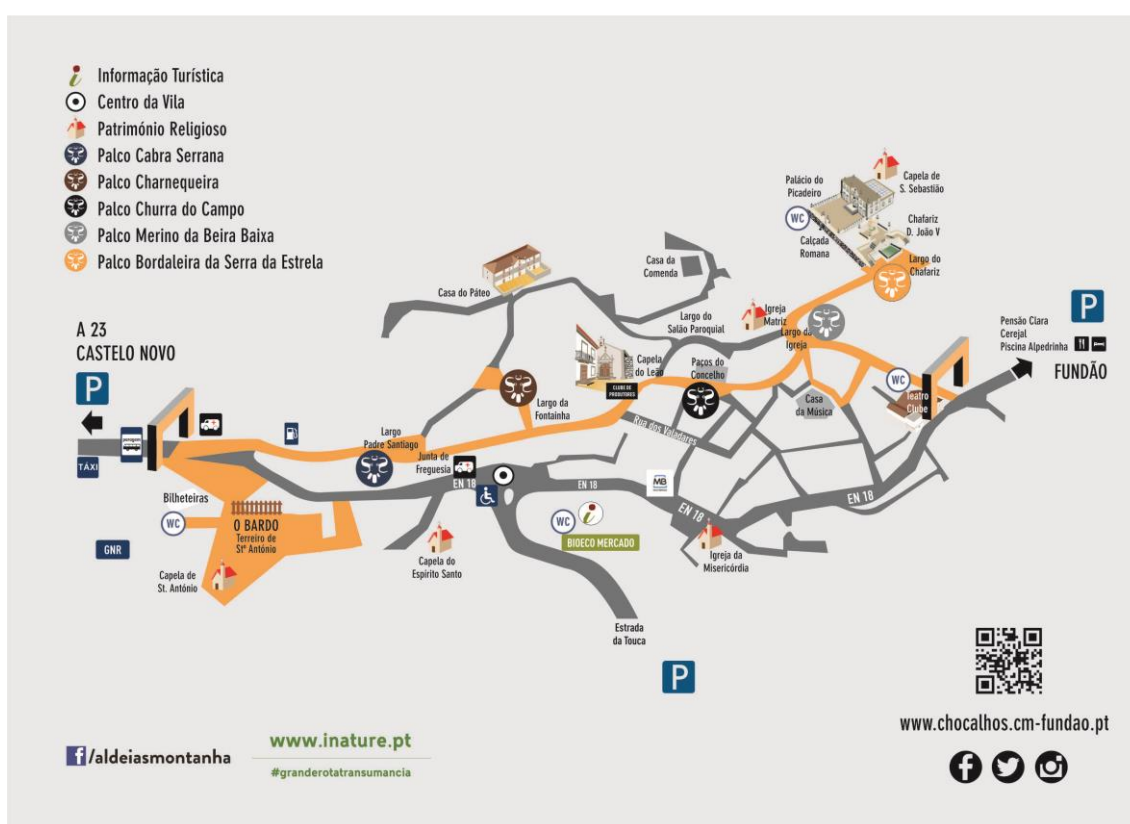 Informação Turística
Centro da Vila
Património Religioso
Palco Cabra Serrana
Palco Charnequeira
Palco Churra do Campo
Palco Merino da Beira Baixa
Palco Bordaleira da Serra da Estrela
A 23
CASTELO NOVO
P
TÁXI
paragem
Bilheteiras
WC
GNR
O BARDO
Terreiro de
Stº António
Capela de
St. António
Largo
Padre Santiago
Junta de
Freguesia
EN 18
Capela do
Espírito Santo
Casa do Páteo
Largo da
Fontaínha
Capela
do Leão
CLUBE DE
PRODUTORES
Rua dos Valadares
Casa da
Comenda
Largo do
Salão Paroquial
Paços do
Concelho
Igreja
Matriz
Largo da
Igreja
Casa
da Música
Palácio do
Picadeiro
WC
Calçada
Romana
Capela de
S. Sebastião
Chafariz
D. João V
Largo do
Chafariz
WC
Teatro
Clube
P
Pensão Clara
Cerejal
Piscina Alpedrinha
FUNDÃO
EN 18
MB
EN 18
EN 18
WC
BIOECO MERCADO
Igreja da
Misericórdia
Estrada
da Touca
P
/aldeiasmontanha
www.inature.pt
#granderotatransumancia
www.chocalhos.cm-fundao.pt